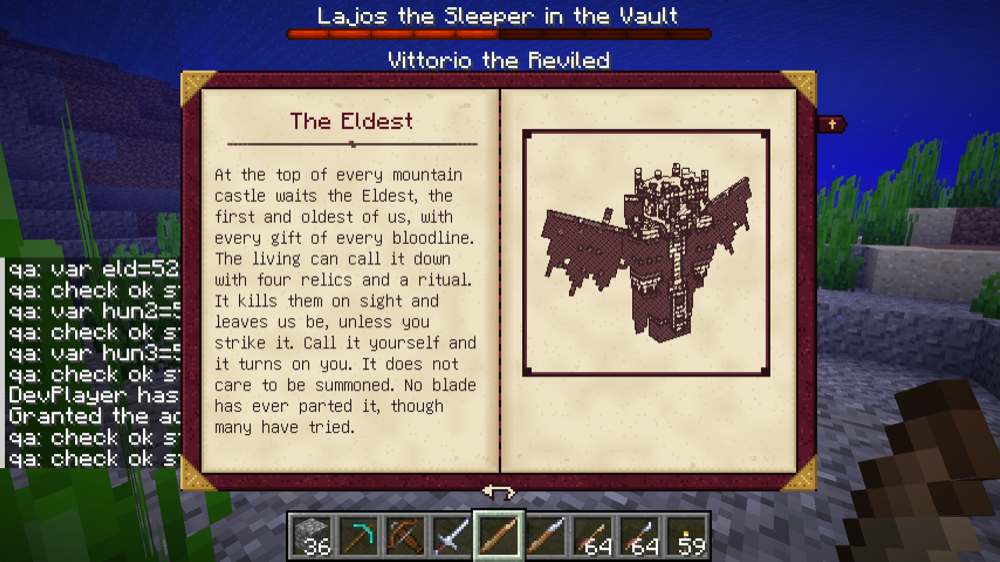 Lajos the Sleeper in the Vault
Vittorio the Reviled
The Eldest
At the top of every mountain
castle waits the Eldest, the
first and oldest of us, with
every gift of every bloodline.
The living can call it down
with four relics and a ritual.
It kills them on sight and
leaves us be, unless you
strike it. Call it yourself and
it turns on you. It does not
care to be summoned. No blade
has ever parted it, though
many have tried.
qa: var eld=52
qa: check ok s
qa: var hun2=
qa: check ok s
qa: var hun3=
qa: check ok s
DevPlayer has
Granted the a
qa: check ok s
qa: check ok s
36
64
64
59